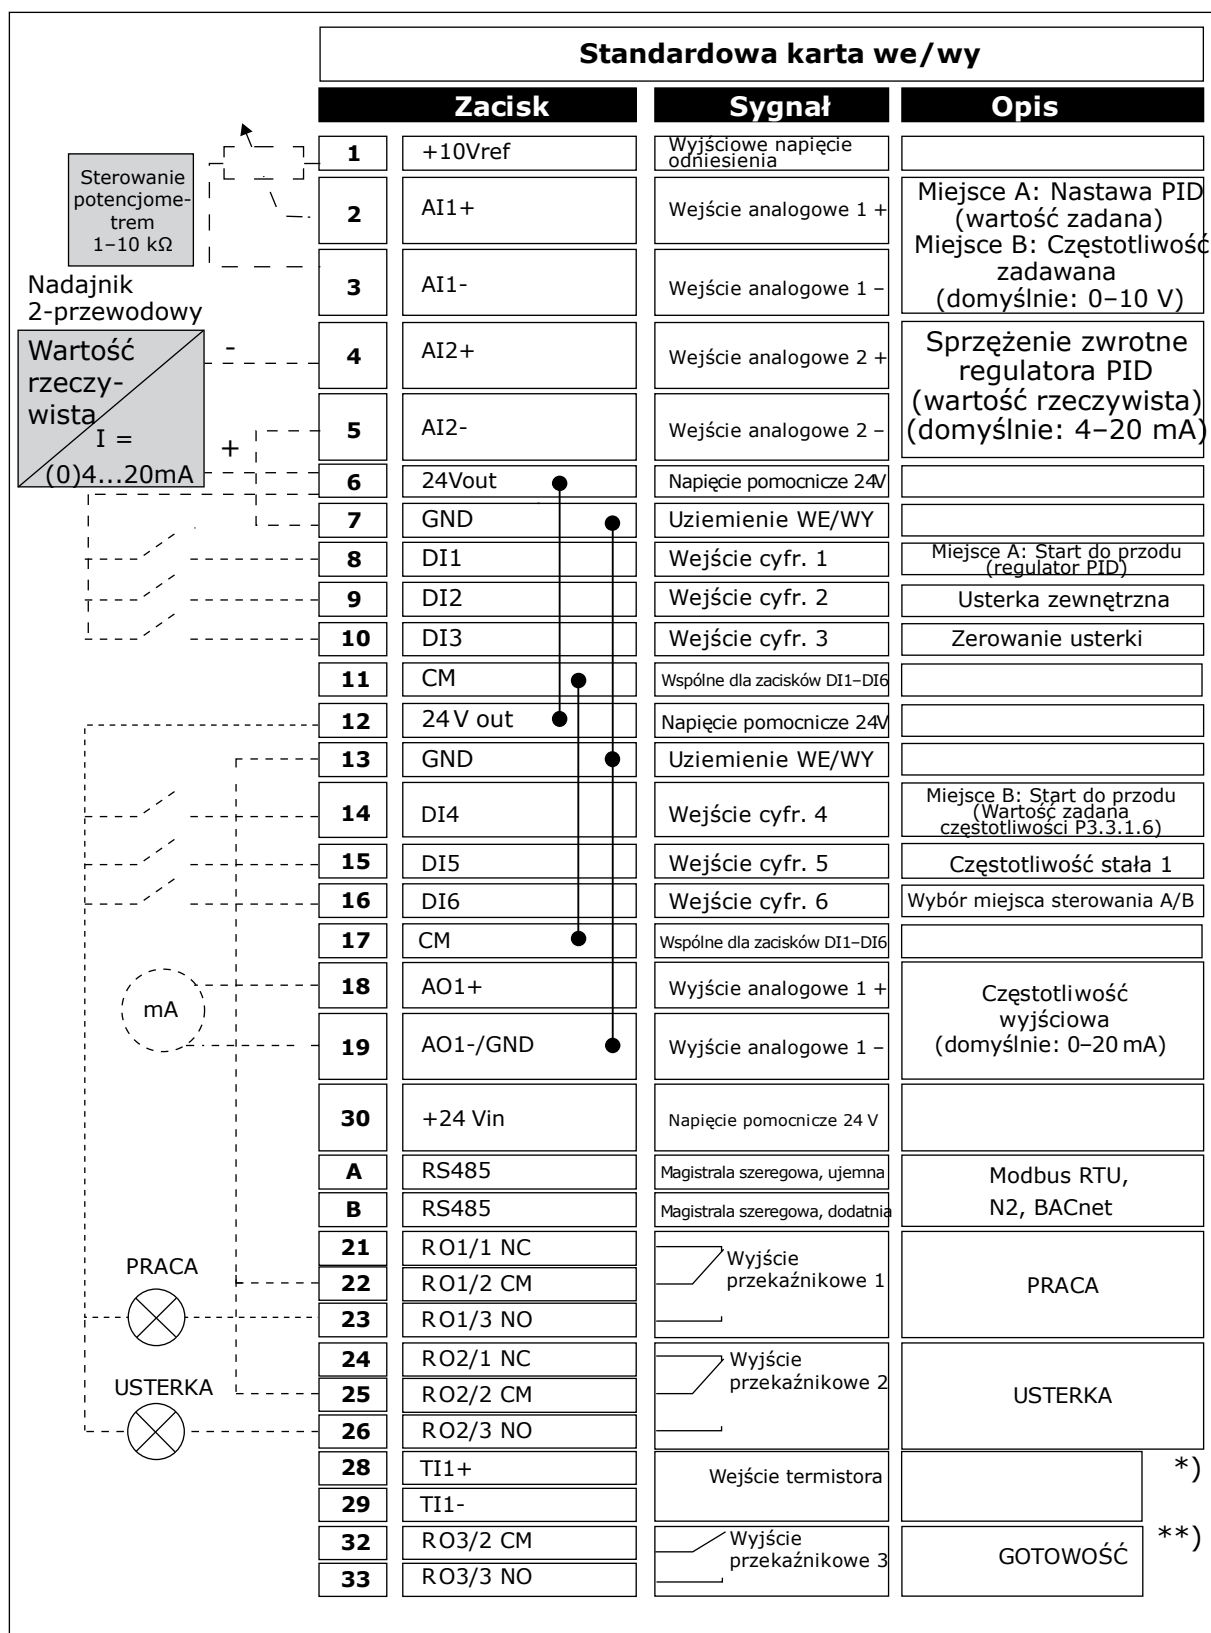 Standardowa karta we/wy
Zacisk
Sygnał
Opis
1
+10Vref
Wyjściowe napięcie
odniesienia
Sterowanie
potencjome-
trem
1–10 kΩ
2
AI1+
Wejście analogowe 1 +
Miejsce A: Nastawa PID
(wartość zadana)
Miejsce B: Częstotliwość
zadawana
(domyślnie: 0–10 V)
3
AI1-
Wejście analogowe 1 –
Nadajnik
2-przewodowy
Wartość
rzeczy-
wista
I =
(0)4...20mA
-
+
4
AI2+
Wejście analogowe 2 +
Sprzężenie zwrotne
regulatora PID
(wartość rzeczywista)
(domyślnie: 4–20 mA)
5
AI2-
Wejście analogowe 2 –
6
24Vout
Napięcie pomocnicze 24V
7
GND
Uziemienie WE/WY
8
DI1
Wejście cyfr. 1
Miejsce A: Start do przodu
(regulator PID)
9
DI2
Wejście cyfr. 2
Usterka zewnętrzna
10
DI3
Wejście cyfr. 3
Zerowanie usterki
11
CM
Wspólne dla zacisków DI1–DI6
12
24 V out
Napięcie pomocnicze 24V
13
GND
Uziemienie WE/WY
14
DI4
Wejście cyfr. 4
Miejsce B: Start do przodu
(Wartość zadana
częstotliwości P3.3.1.6)
15
DI5
Wejście cyfr. 5
Częstotliwość stała 1
16
DI6
Wejście cyfr. 6
Wybór miejsca sterowania A/B
17
CM
Wspólne dla zacisków DI1–DI6
mA
18
AO1+
Wyjście analogowe 1 +
Częstotliwość
wyjściowa
(domyślnie: 0–20 mA)
19
AO1-/GND
Wyjście analogowe 1 –
30
+24 Vin
Napięcie pomocnicze 24 V
A
RS485
Magistrala szeregowa, ujemna
Modbus RTU,
N2, BACnet
B
RS485
Magistrala szeregowa, dodatnia
21
RO1/1 NC
Wyjście
przekaźnikowe 1
PRACA
PRACA
22
RO1/2 CM
23
RO1/3 NO
24
RO2/1 NC
Wyjście
przekaźnikowe 2
USTERKA
USTERKA
25
RO2/2 CM
26
RO2/3 NO
28
TI1+
Wejście termistora
*)
29
TI1-
32
RO3/2 CM
Wyjście
przekaźnikowe 3
GOTOWOŚĆ
**)
33
RO3/3 NO